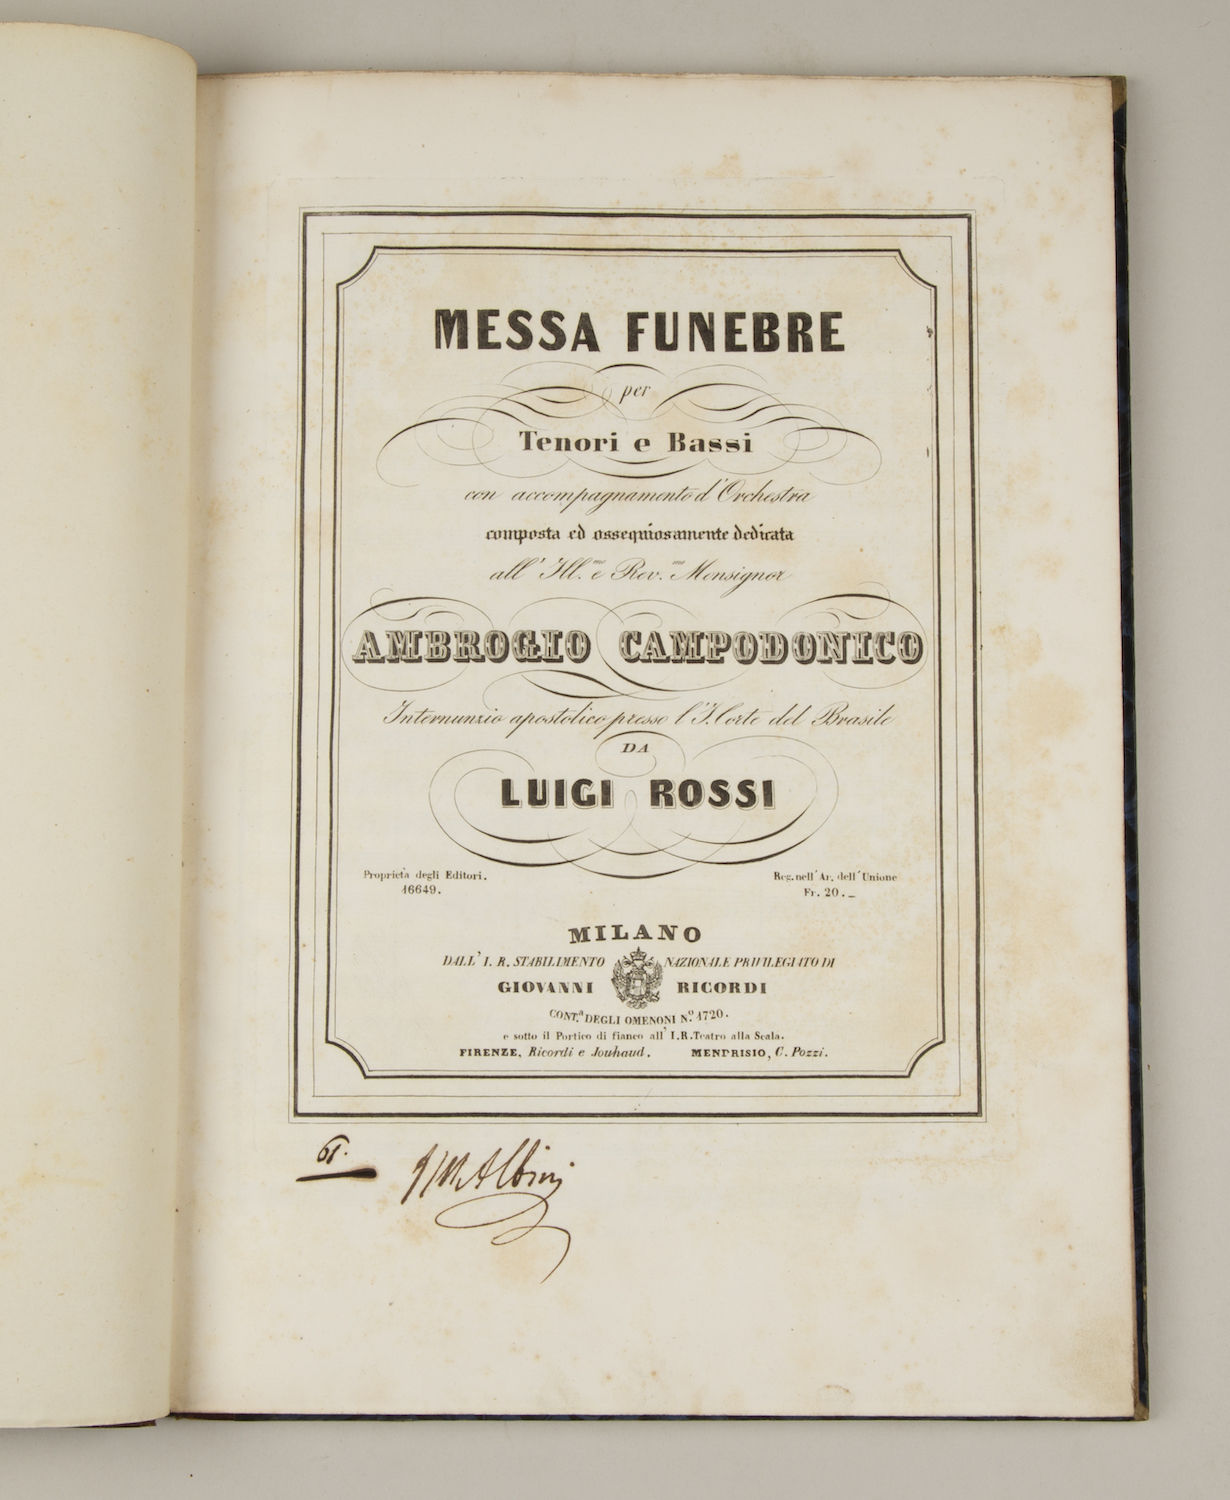 MESSA FUNEBRE
per
Tenori e Bassi
con accompagnamento d'Orchestra
composta ed ossequiosamente dedicata
all' Ill.mo e Rev.mo Monsignor
AMBROGIO CAMPODONICO
Internunzio apostolico presso l'I. Corte del Brasile
DA
LUIGI ROSSI
Proprietà degli Editori.
16649.
Reg. nell'Ar. dell'Unione
Fr. 20._
MILANO
DALL' I. R. STABILIMENTO NAZIONALE PRIVILEGIATO DI
GIOVANNI RICORDI
CONT.a DEGLI OMENONI N.o 1720.
e sotto il Portico di fianco all' I.R. Teatro alla Scala.
FIRENZE, Ricordi e Jouhaud. MENDRISIO, C. Pozzi.
61.
Albini